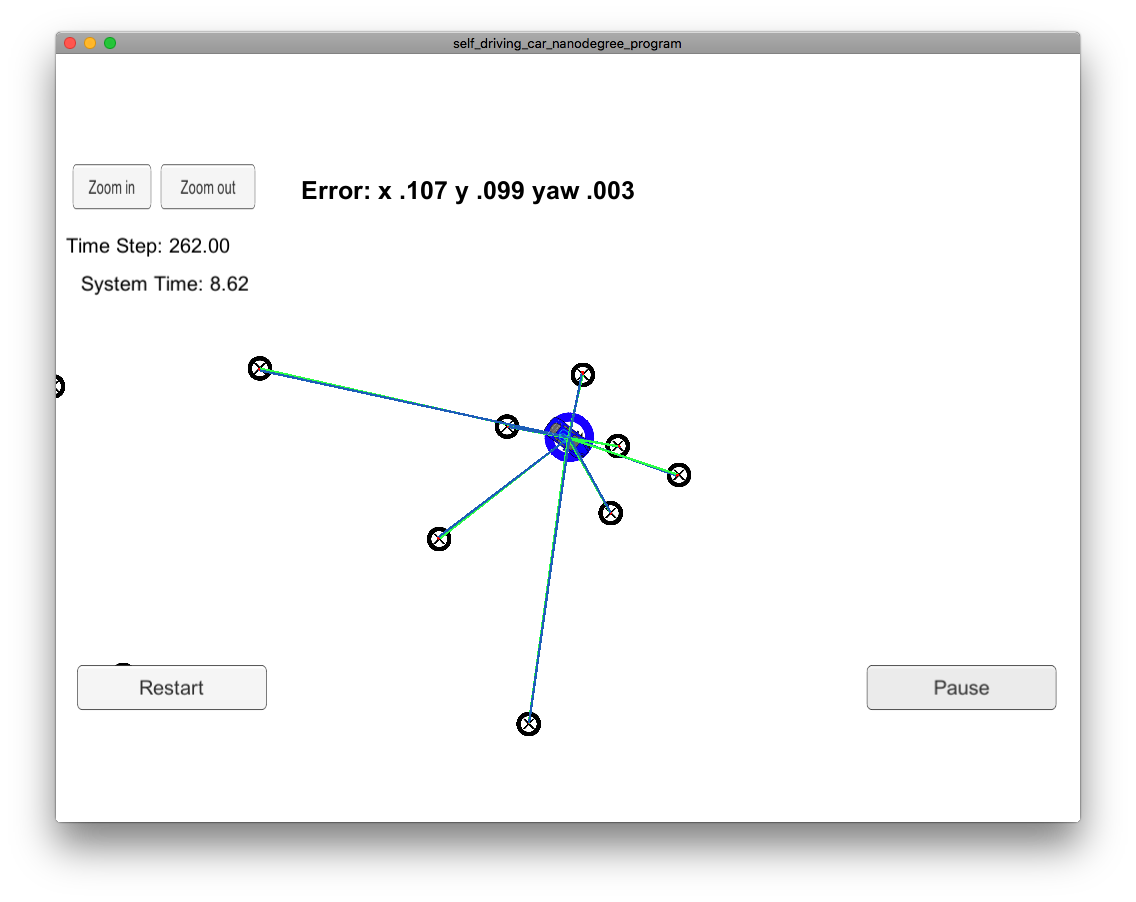 self_driving_car_nanodegree_program
Zoom in
Zoom out
Error: x .107 y .099 yaw .003
Time Step: 262.00
System Time: 8.62
Restart
Pause